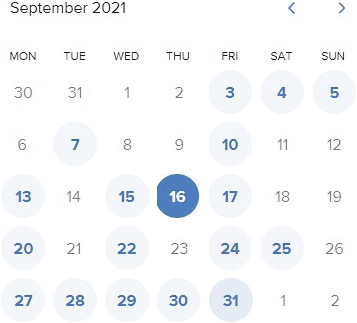 September 2021
MON TUE WED THU FRI SAT SUN
30 31 1 2 3 4 5
6 7 8 9 10 11 12
13 14 15 16 17 18 19
20 21 22 23 24 25 26
27 28 29 30 31 1 2